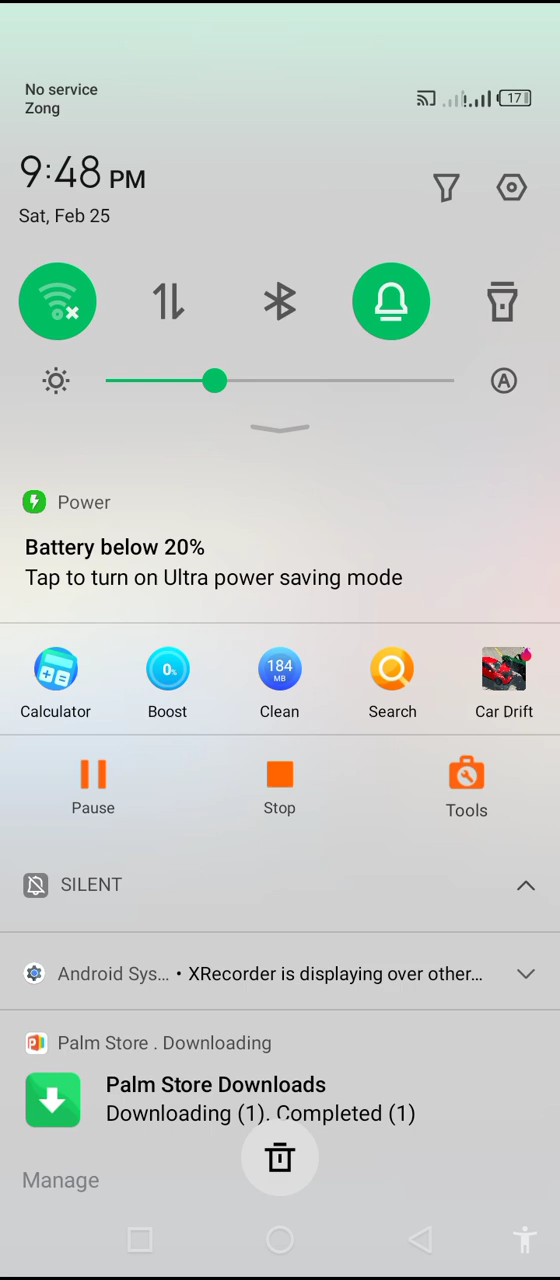 No service
Zong
17
9:48 PM
Sat, Feb 25
A
Power
Battery below 20%
Tap to turn on Ultra power saving mode
0%
184
MB
Calculator Boost Clean Search Car Drift
Pause Stop Tools
SILENT
Android Sys... • XRecorder is displaying over other...
Palm Store . Downloading
Palm Store Downloads
Downloading (1). Completed (1)
Manage